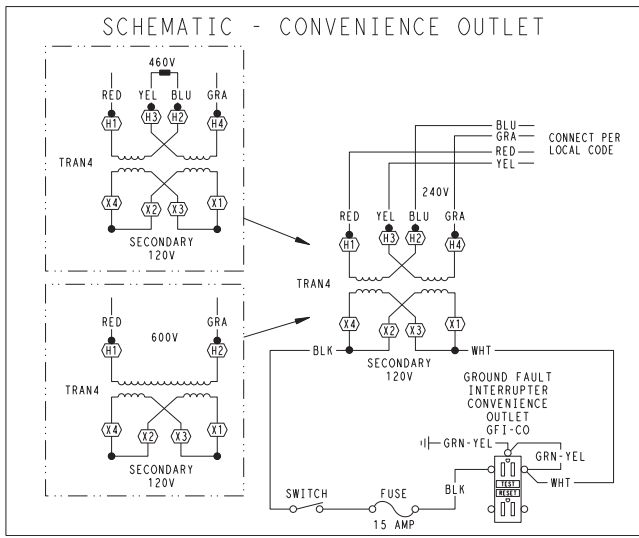 SCHEMATIC - CONVENIENCE OUTLET
460V
RED YEL BLU GRA
H1 H3 H2 H4
TRAN4
X4 X2 X3 X1
SECONDARY
120V
600V
RED GRA
H1 H2
TRAN4
X4 X2 X3 X1
SECONDARY
120V
BLU
GRA
RED
YEL
CONNECT PER
LOCAL CODE
240V
RED YEL BLU GRA
H1 H3 H2 H4
TRAN4
X4 X2 X3 X1
BLK
WHT
SECONDARY
120V
GROUND FAULT
INTERRUPTER
CONVENIENCE
OUTLET
GFI-CO
GRN-YEL
GRN-YEL
WHT
TEST
RESET
BLK
SWITCH
FUSE
15 AMP